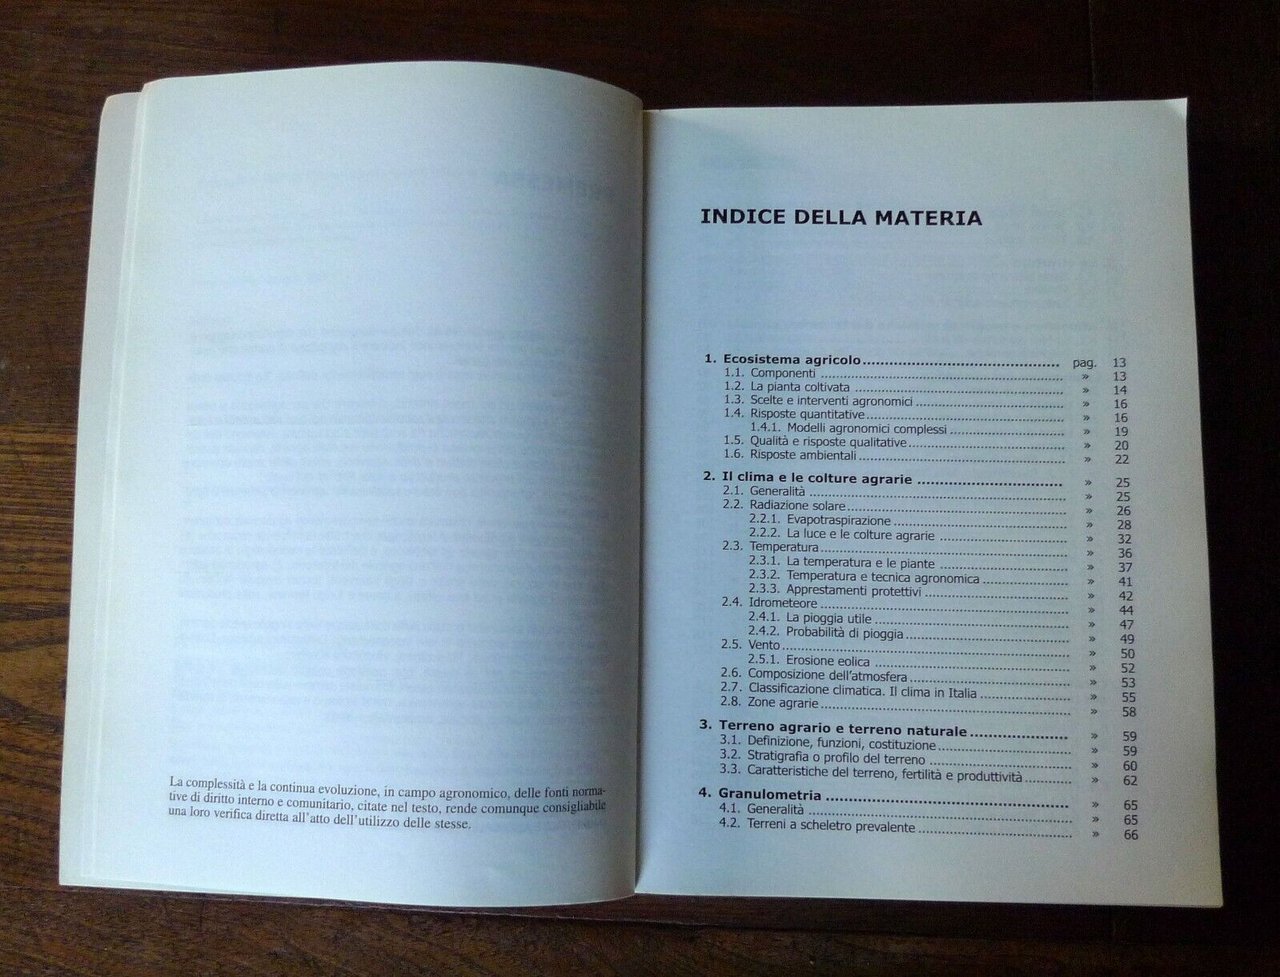 La complessità e la continua evoluzione, in campo agronomico, delle fonti norma-
tive di diritto interno e comunitario, citate nel testo, rende comunque consigliabile
una loro verifica diretta all'atto dell'utilizzo delle stesse.
INDICE DELLA MATERIA
1. Ecosistema agricolo pag. 13
1.1. Componenti » 13
1.2. La pianta coltivata » 14
1.3. Scelte e interventi agronomici » 16
1.4. Risposte quantitative » 16
1.4.1. Modelli agronomici complessi » 19
1.5. Qualità e risposte qualitative » 20
1.6. Risposte ambientali » 22
2. Il clima e le colture agrarie » 25
2.1. Generalità » 25
2.2. Radiazione solare » 26
2.2.1. Evapotraspirazione » 28
2.2.2. La luce e le colture agrarie » 32
2.3. Temperatura » 36
2.3.1. La temperatura e le piante » 37
2.3.2. Temperatura e tecnica agronomica » 41
2.3.3. Apprestamenti protettivi » 42
2.4. Idrometeore » 44
2.4.1. La pioggia utile » 47
2.4.2. Probabilità di pioggia » 49
2.5. Vento » 50
2.5.1. Erosione eolica » 52
2.6. Composizione dell'atmosfera » 53
2.7. Classificazione climatica. Il clima in Italia » 55
2.8. Zone agrarie » 58
3. Terreno agrario e terreno naturale » 59
3.1. Definizione, funzioni, costituzione » 59
3.2. Stratigrafia o profilo del terreno » 60
3.3. Caratteristiche del terreno, fertilità e produttività » 62
4. Granulometria » 65
4.1. Generalità » 65
4.2. Terreni a scheletro prevalente » 66